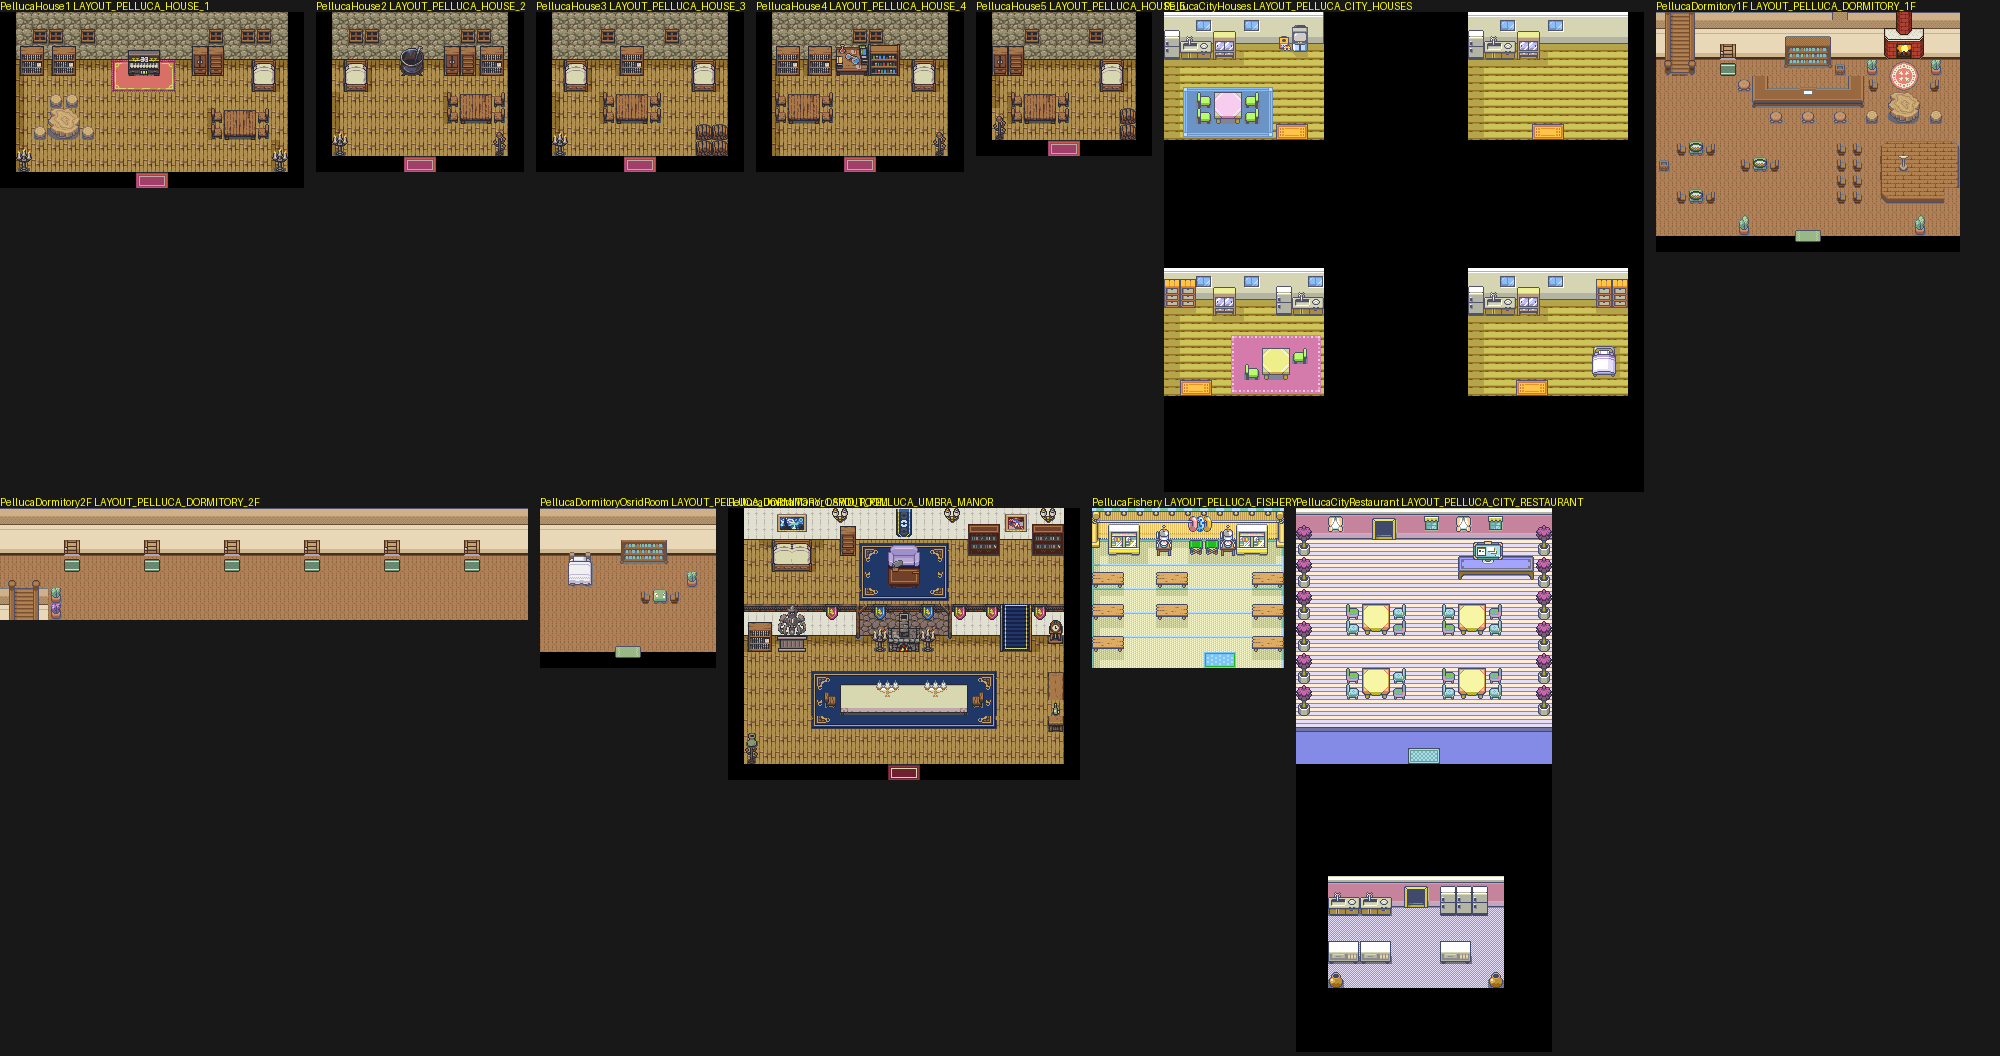 PellucaHouse1 LAYOUT_PELLUCA_HOUSE_1
PellucaHouse2 LAYOUT_PELLUCA_HOUSE_2
PellucaHouse3 LAYOUT_PELLUCA_HOUSE_3
PellucaHouse4 LAYOUT_PELLUCA_HOUSE_4
PellucaHouse5 LAYOUT_PELLUCA_HOUSE_5
PellucaCityHouses LAYOUT_PELLUCA_CITY_HOUSES
PellucaDormitory1F LAYOUT_PELLUCA_DORMITORY_1F
PellucaDormitory2F LAYOUT_PELLUCA_DORMITORY_2F
PellucaDormitoryOsridRoom LAYOUT_PELLUCA_DORMITORY_OSRID_ROOM
LAYOUT_PELLUCA_UMBRA_MANOR
PellucaFishery LAYOUT_PELLUCA_FISHERY
PellucaCityRestaurant LAYOUT_PELLUCA_CITY_RESTAURANT